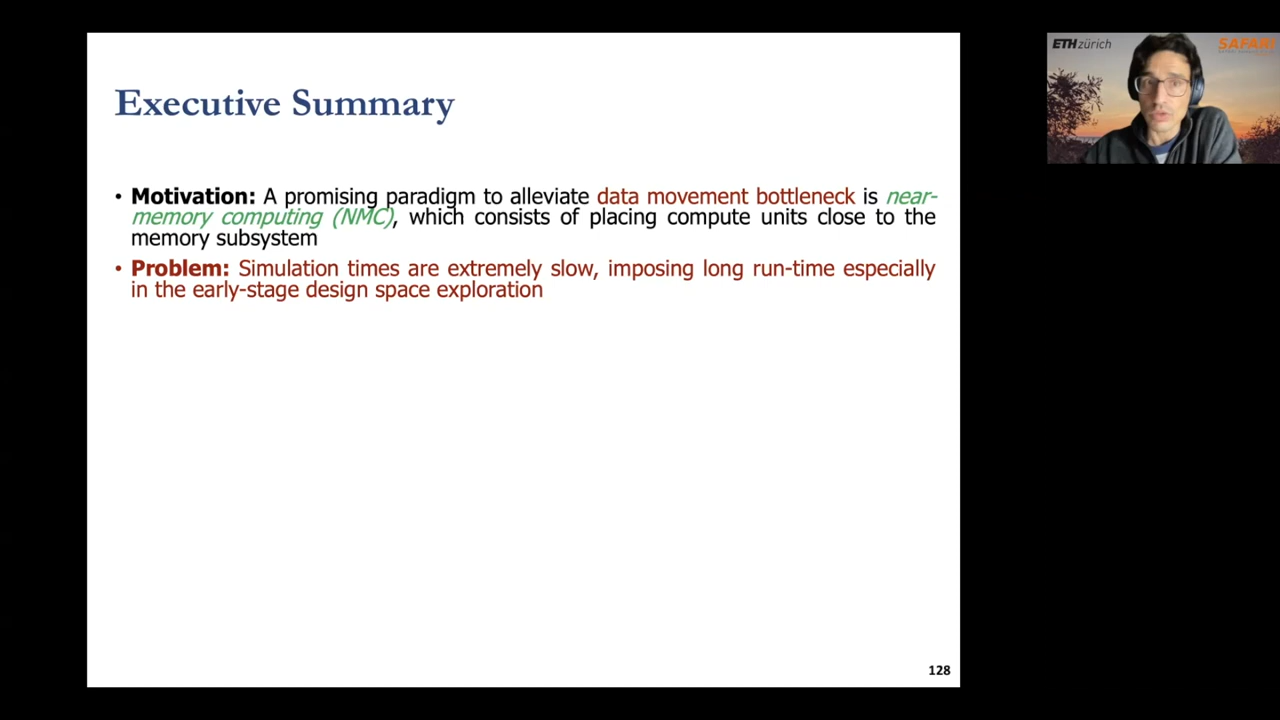 Executive Summary
• Motivation: A promising paradigm to alleviate data movement bottleneck is near-
memory computing (NMC), which consists of placing compute units close to the
memory subsystem
• Problem: Simulation times are extremely slow, imposing long run-time especially
in the early-stage design space exploration
128
ETH zürich
SAFARI